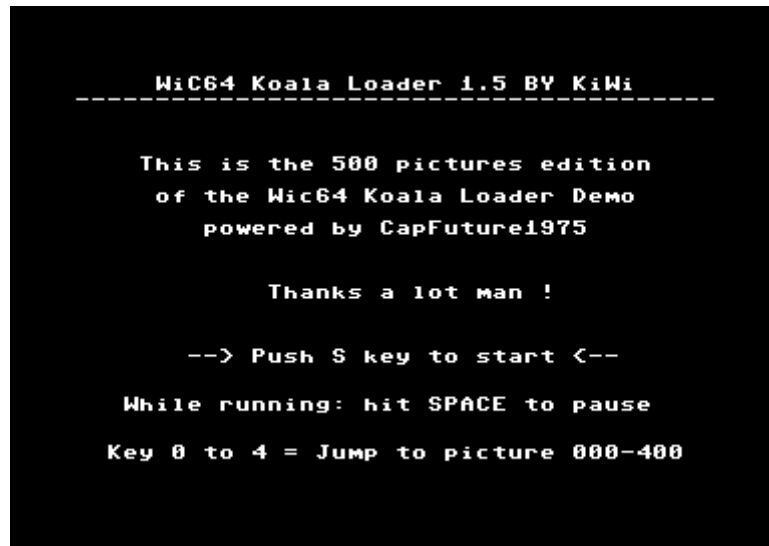 WiC64 Koala Loader 1.5 BY KiWi
----------------------------------------
This is the 500 pictures edition
of the Wic64 Koala Loader Demo
powered by CapFuture1975
Thanks a lot man !
--> Push S key to start <--
While running: hit SPACE to pause
Key 0 to 4 = Jump to picture 000-400